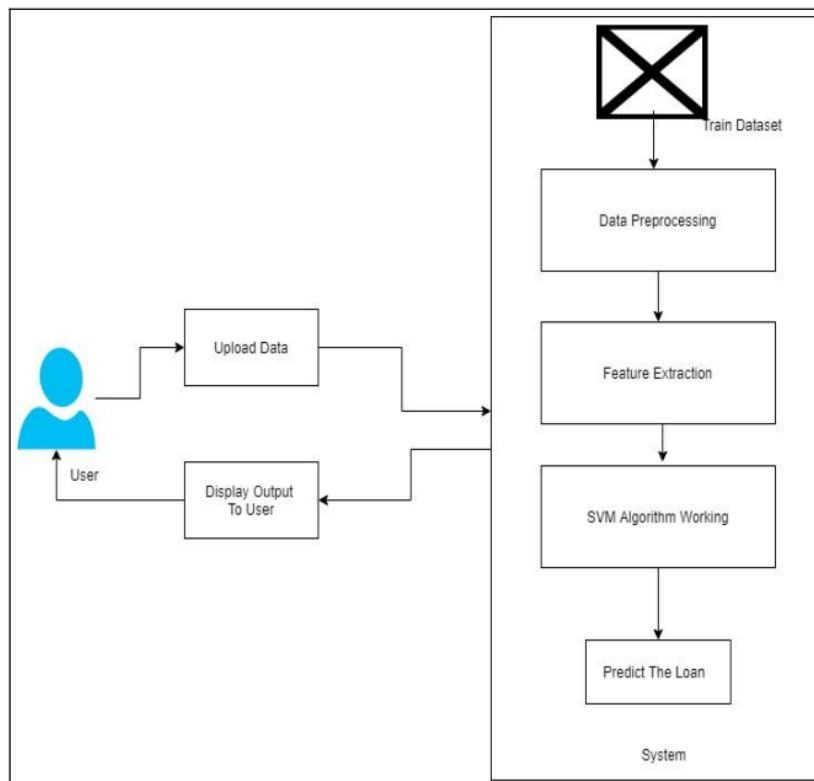 Train Dataset
Data Preprocessing
Upload Data
Feature Extraction
User
Display Output
To User
SVM Algorithm Working
Predict The Loan
System